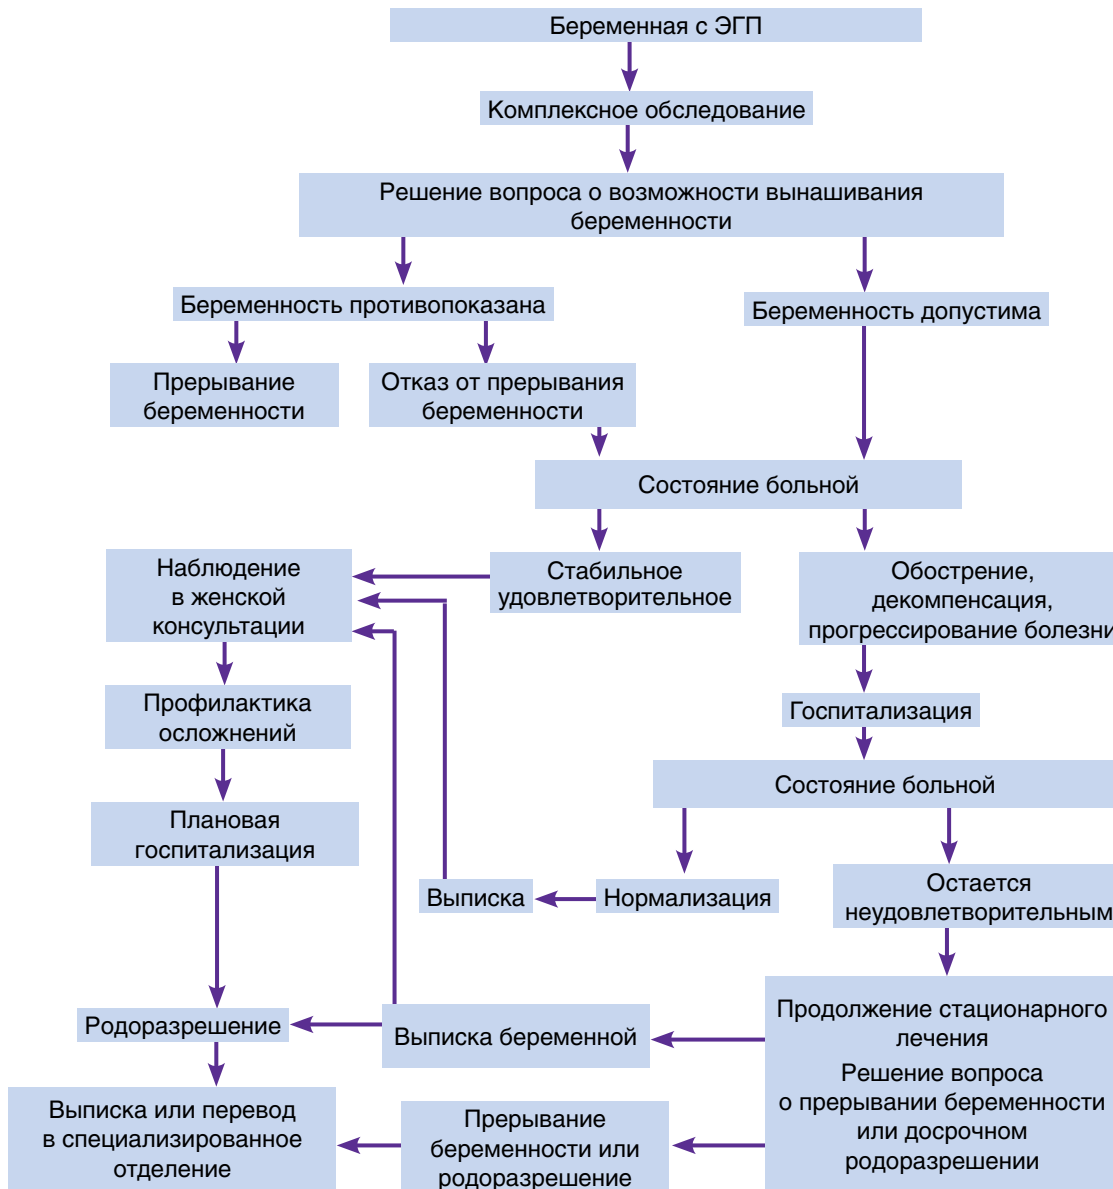 Беременная с ЭГП
Комплексное обследование
Решение вопроса о возможности вынашивания
беременности
Беременность противопоказана
Беременность допустима
Прерывание
беременности
Отказ от прерывания
беременности
Состояние больной
Наблюдение
в женской
консультации
Стабильное
удовлетворительное
Обострение,
декомпенсация,
прогрессирование болезни
Профилактика
осложнений
Госпитализация
Состояние больной
Плановая
госпитализация
Выписка
Нормализация
Остается
неудовлетворительным
Родоразрешение
Выписка беременной
Продолжение стационарного
лечения
Решение вопроса
о прерывании беременности
или досрочном
родоразрешении
Выписка или перевод
в специализированное
отделение
Прерывание
беременности или
родоразрешение